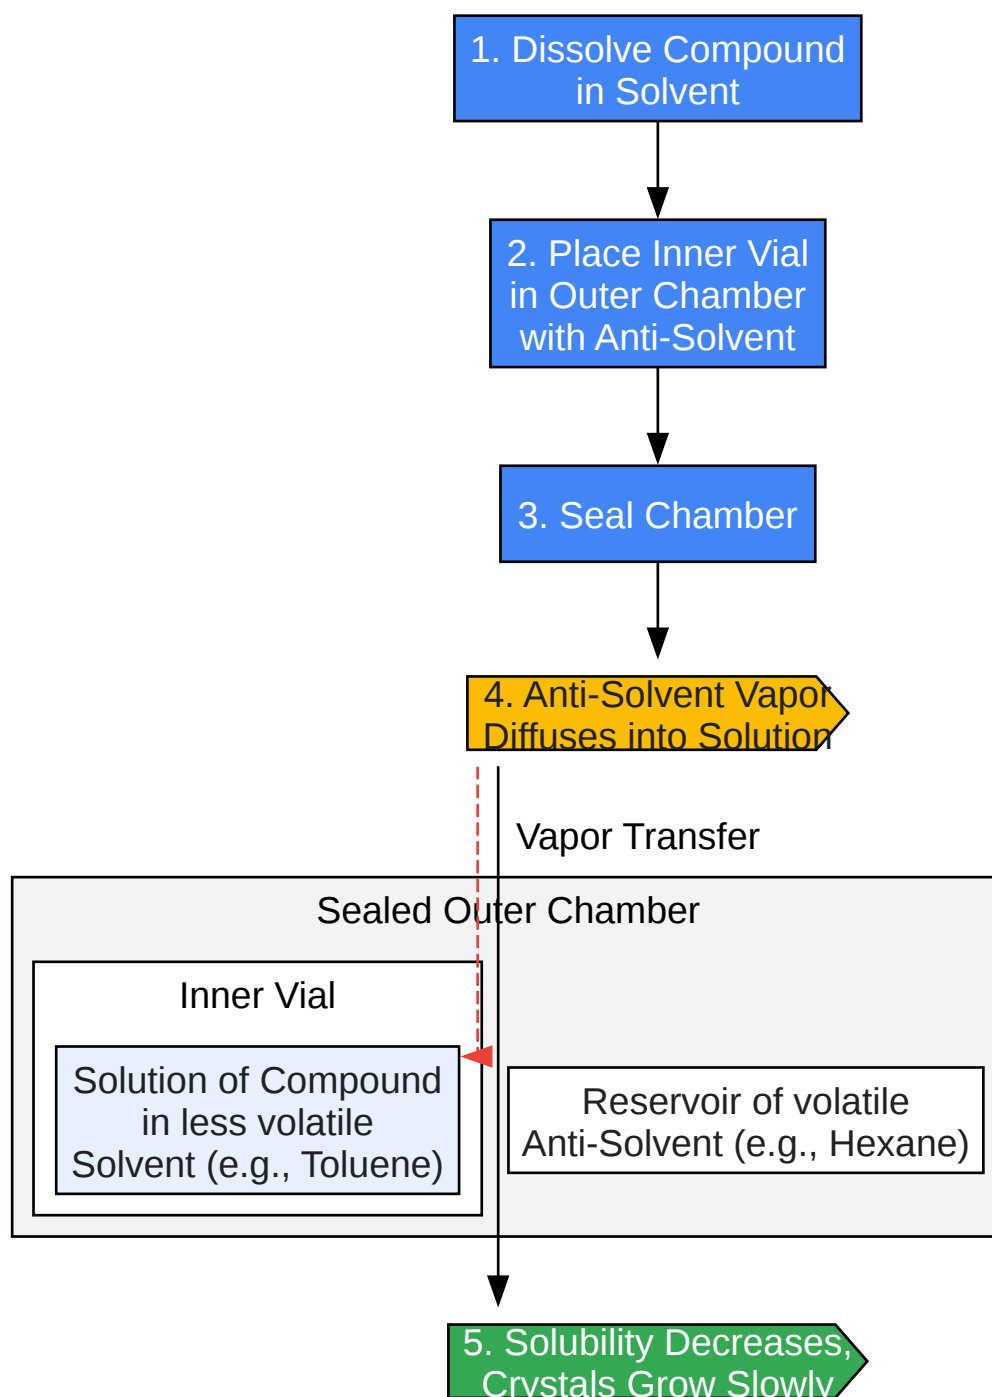 1. Dissolve Compound
in Solvent
2. Place Inner Vial
in Outer Chamber
with Anti-Solvent
3. Seal Chamber
4. Anti-Solvent Vapor
Diffuses into Solution
Vapor Transfer
Sealed Outer Chamber
Inner Vial
Solution of Compound
in less volatile
Solvent (e.g., Toluene)
Reservoir of volatile
Anti-Solvent (e.g., Hexane)
5. Solubility Decreases,
Crystals Grow Slowly